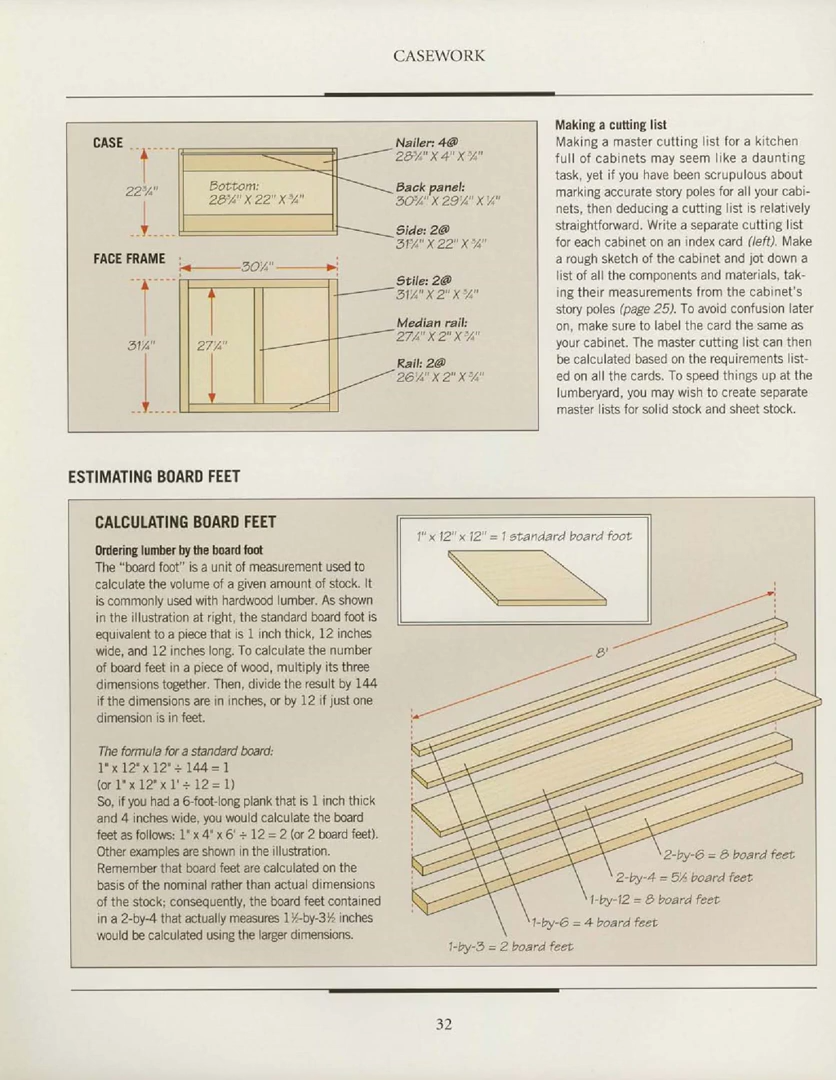 CASEWORK
CASE
22¾"
Bottom:
28¾" X 22" X ¾"
Nailer: 4@
28¾" X 4" X ¾"
Back panel:
30¾" X 29¼" X ¼"
Side: 2@
31¼" X 22" X ¾"
FACE FRAME
30¼"
31¼"
27¼"
Stile: 2@
31¼" X 2" X ¾"
Median rail:
27¼" X 2" X ¾"
Rail: 2@
26¼" X 2" X ¾"
Making a cutting list
Making a master cutting list for a kitchen
full of cabinets may seem like a daunting
task, yet if you have been scrupulous about
marking accurate story poles for all your cabi-
nets, then deducing a cutting list is relatively
straightforward. Write a separate cutting list
for each cabinet on an index card (left). Make
a rough sketch of the cabinet and jot down a
list of all the components and materials, tak-
ing their measurements from the cabinet's
story poles (page 25). To avoid confusion later
on, make sure to label the card the same as
your cabinet. The master cutting list can then
be calculated based on the requirements list-
ed on all the cards. To speed things up at the
lumberyard, you may wish to create separate
master lists for solid stock and sheet stock.
ESTIMATING BOARD FEET
CALCULATING BOARD FEET
Ordering lumber by the board foot
The "board foot" is a unit of measurement used to
calculate the volume of a given amount of stock. It
is commonly used with hardwood lumber. As shown
in the illustration at right, the standard board foot is
equivalent to a piece that is 1 inch thick, 12 inches
wide, and 12 inches long. To calculate the number
of board feet in a piece of wood, multiply its three
dimensions together. Then, divide the result by 144
if the dimensions are in inches, or by 12 if just one
dimension is in feet.
The formula for a standard board:
1" x 12" x 12" ÷ 144 = 1
(or 1" x 12" x 1' ÷ 12 = 1)
So, if you had a 6-foot-long plank that is 1 inch thick
and 4 inches wide, you would calculate the board
feet as follows: 1" x 4" x 6' ÷ 12 = 2 (or 2 board feet).
Other examples are shown in the illustration.
Remember that board feet are calculated on the
basis of the nominal rather than actual dimensions
of the stock; consequently, the board feet contained
in a 2-by-4 that actually measures 1½-by-3½ inches
would be calculated using the larger dimensions.
1" x 12" x 12" = 1 standard board foot
8'
2-by-6 = 8 board feet
2-by-4 = 5⅓ board feet
1-by-12 = 8 board feet
1-by-6 = 4 board feet
1-by-3 = 2 board feet
32